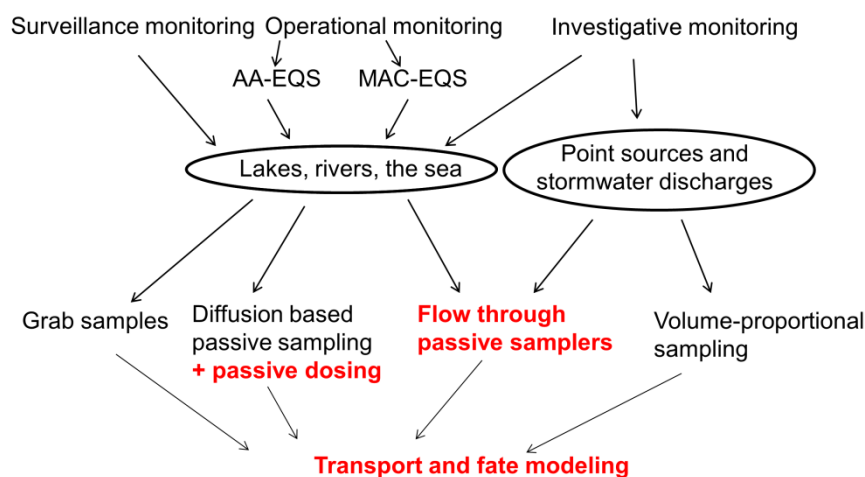 Surveillance monitoring Operational monitoring Investigative monitoring
AA-EQS MAC-EQS
Lakes, rivers, the sea
Point sources and
stormwater discharges
Grab samples
Diffusion based
passive sampling
+ passive dosing
Flow through
passive samplers
Volume-proportional
sampling
Transport and fate modeling